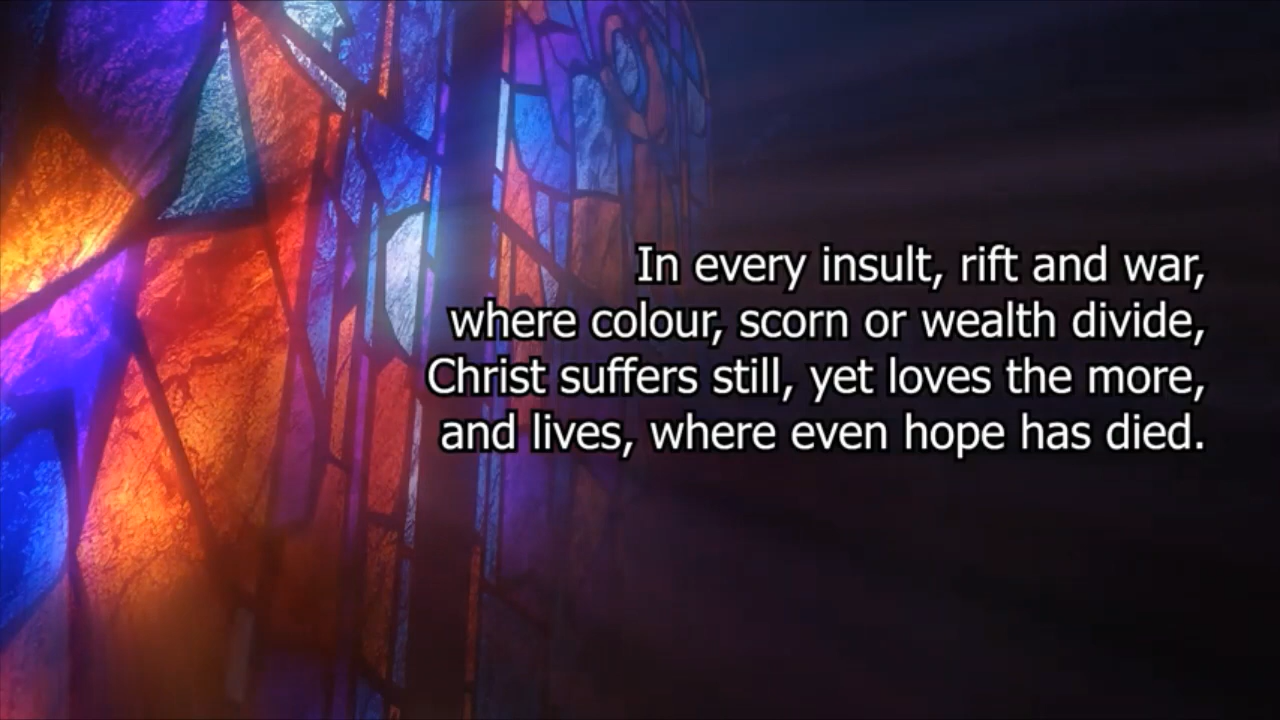 In every insult, rift and war,
where colour, scorn or wealth divide,
Christ suffers still, yet loves the more,
and lives, where even hope has died.